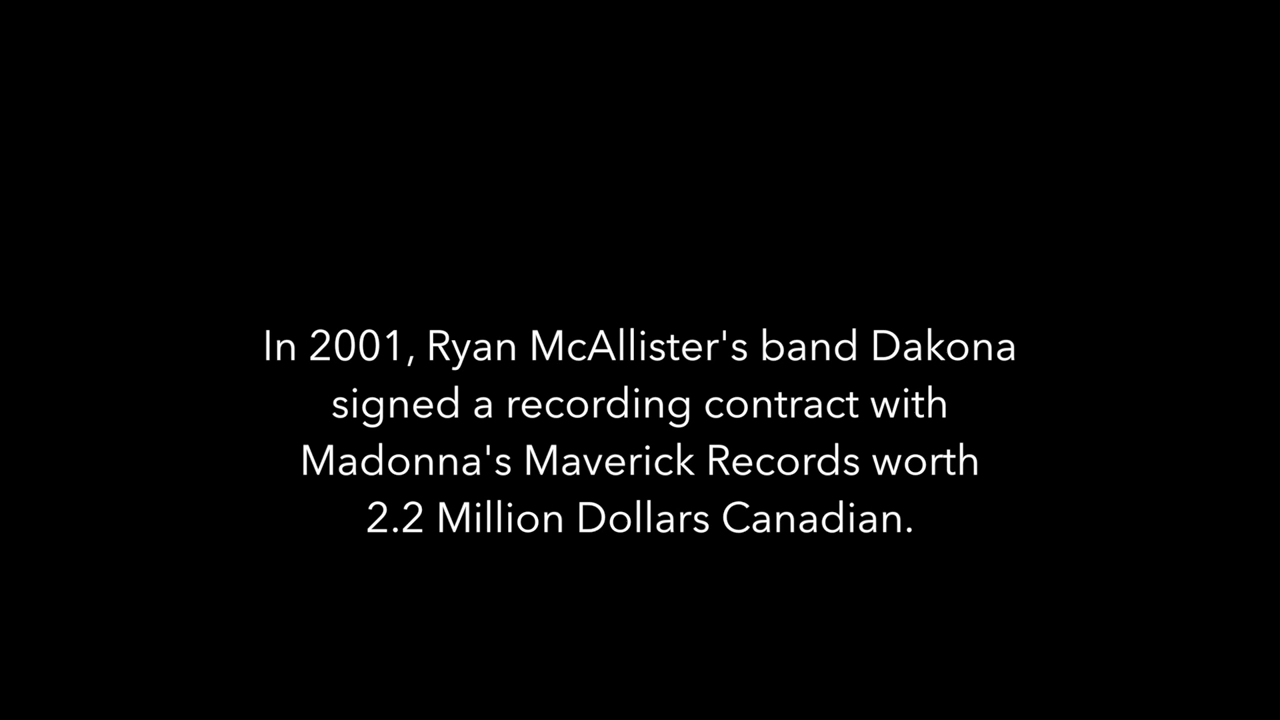 In 2001, Ryan McAllister's band Dakona
signed a recording contract with
Madonna's Maverick Records worth
2.2 Million Dollars Canadian.